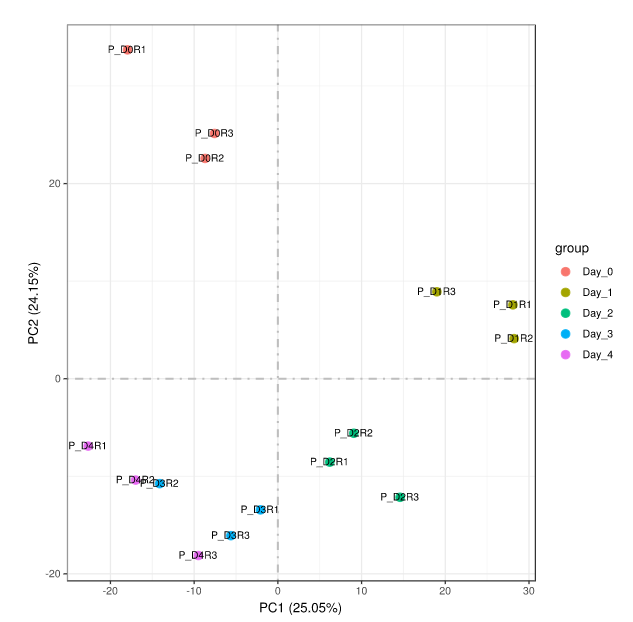 P_D0R1
P_D0R3
P_D0R2
20
P_D1R3
P_D1R1
P_D1R2
0
P_D2R2
P_D4R1
P_D2R1
P_D4R2
P_D3R2
P_D2R3
P_D3R1
P_D3R3
P_D4R3
-20
-20
-10
0
10
20
30
PC1 (25.05%)
PC2 (24.15%)
group
Day_0
Day_1
Day_2
Day_3
Day_4